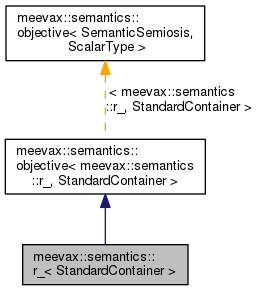 meevax::semantics::
objective< SemanticSemiosis,
ScalarType >
< meevax::semantics
::r_, StandardContainer >
meevax::semantics::
objective< meevax::semantics
::r_, StandardContainer >
meevax::semantics::
r_< StandardContainer >